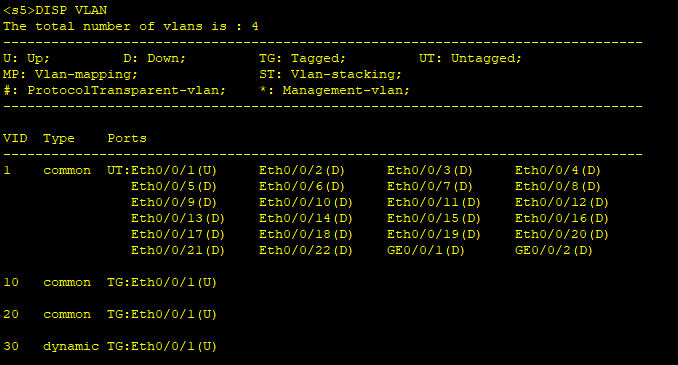 <s5>DISP VLAN
The total number of vlans is : 4
--------------------------------------------------------------------------------
U: Up;         D: Down;         TG: Tagged;         UT: Untagged;
MP: Vlan-mapping;               ST: Vlan-stacking;
#: ProtocolTransparent-vlan;    *: Management-vlan;
--------------------------------------------------------------------------------
VID  Type    Ports
--------------------------------------------------------------------------------
1    common  UT:Eth0/0/1(U)     Eth0/0/2(D)     Eth0/0/3(D)     Eth0/0/4(D)
                Eth0/0/5(D)     Eth0/0/6(D)     Eth0/0/7(D)     Eth0/0/8(D)
                Eth0/0/9(D)     Eth0/0/10(D)    Eth0/0/11(D)    Eth0/0/12(D)
                Eth0/0/13(D)    Eth0/0/14(D)    Eth0/0/15(D)    Eth0/0/16(D)
                Eth0/0/17(D)    Eth0/0/18(D)    Eth0/0/19(D)    Eth0/0/20(D)
                Eth0/0/21(D)    Eth0/0/22(D)    GE0/0/1(D)      GE0/0/2(D)
10   common  TG:Eth0/0/1(U)
20   common  TG:Eth0/0/1(U)
30   dynamic TG:Eth0/0/1(U)